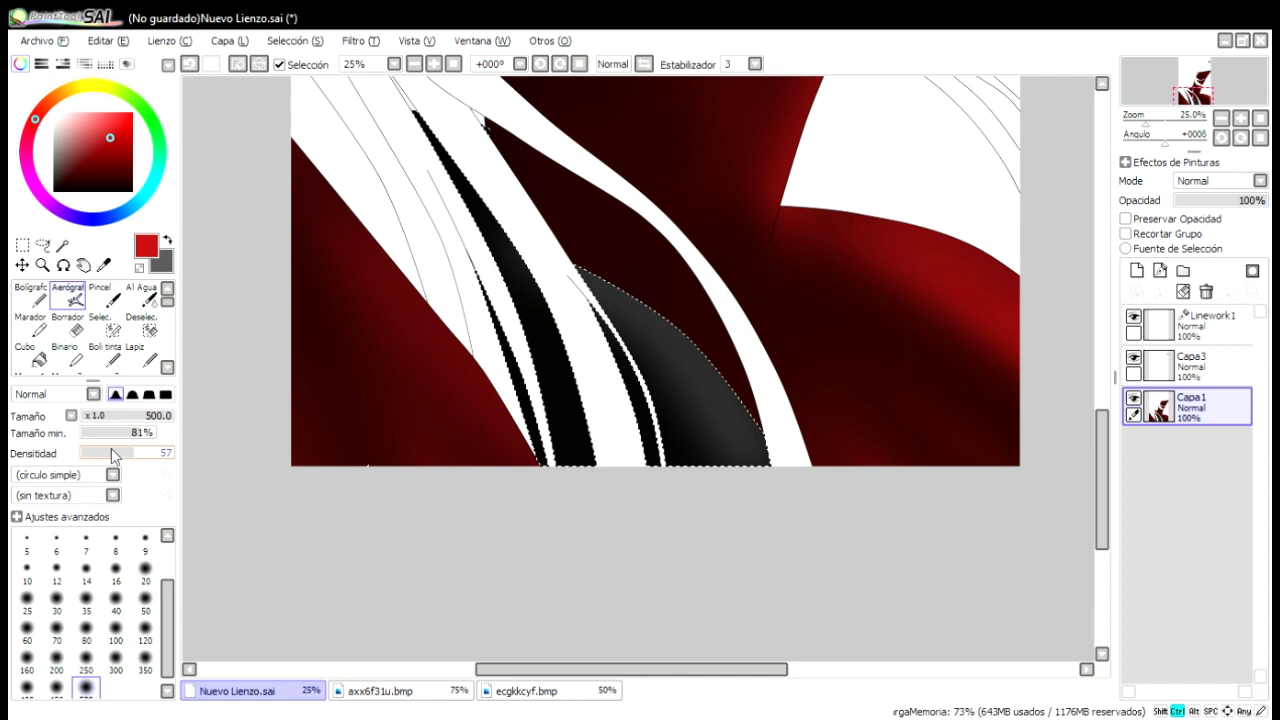 PaintTool SAI (No guardado)Nuevo Lienzo.sai (*)
Archivo (F) Editar (E) Lienzo (C) Capa (L) Selección (S) Filtro (T) Vista (V) Ventana (W) Otros (O)
Selección 25% +000° Normal Estabilizador 3
Zoom 25.0%
Angulo +000δ
Efectos de Pinturas
Mode Normal
Opacidad 100%
Preservar Opacidad
Recortar Grupo
Fuente de Selección
Bolígrafc Aerógraf Pincel Al Agua
Marador Borrador Selec. Deselec.
Cubo Binario Boli tinta Lapiz
Linework1
Normal
100%
Capa3
Normal
100%
Capa1
Normal
100%
Normal
Tamaño x 1.0 500.0
Tamaño min. 81%
Densitidad 57
(círculo simple)
(sin textura)
Ajustes avanzados
5 6 7 8 9
10 12 14 16 20
25 30 35 40 50
60 70 80 100 120
160 200 250 300 350
Nuevo Lienzo.sai 25% axx6f31u.bmp 75% ecgkkcyf.bmp 50%
argaMemoria: 73% (643MB usados / 1176MB reservados) Shift Ctrl Alt SPC Any